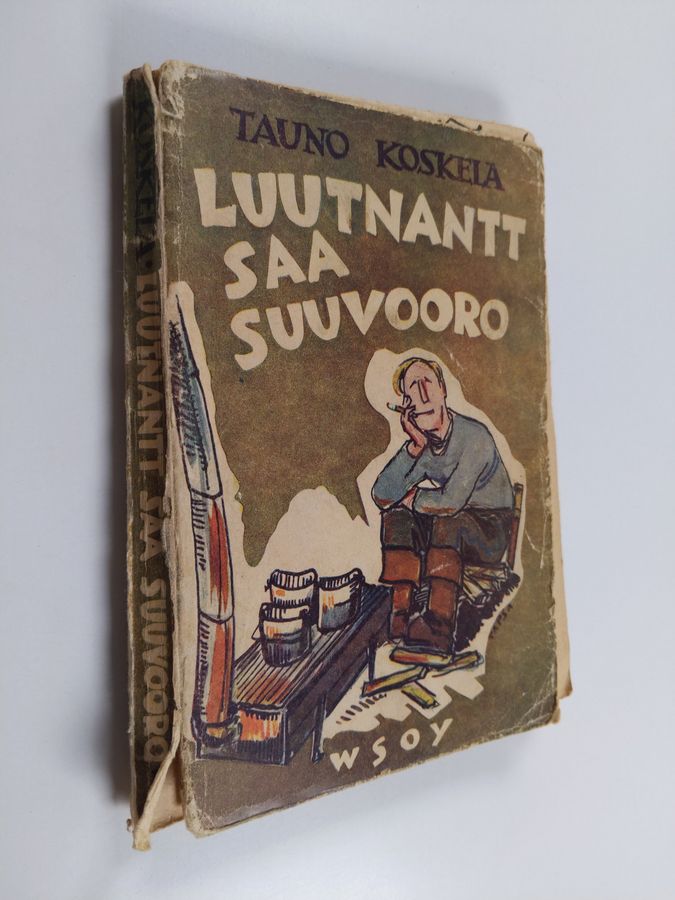 TAUNO KOSKELA
LUUTNANTT
SAA
SUUVOORO
WSOY
KOSKELA · LUUTNANTT SAA SUUVOORO